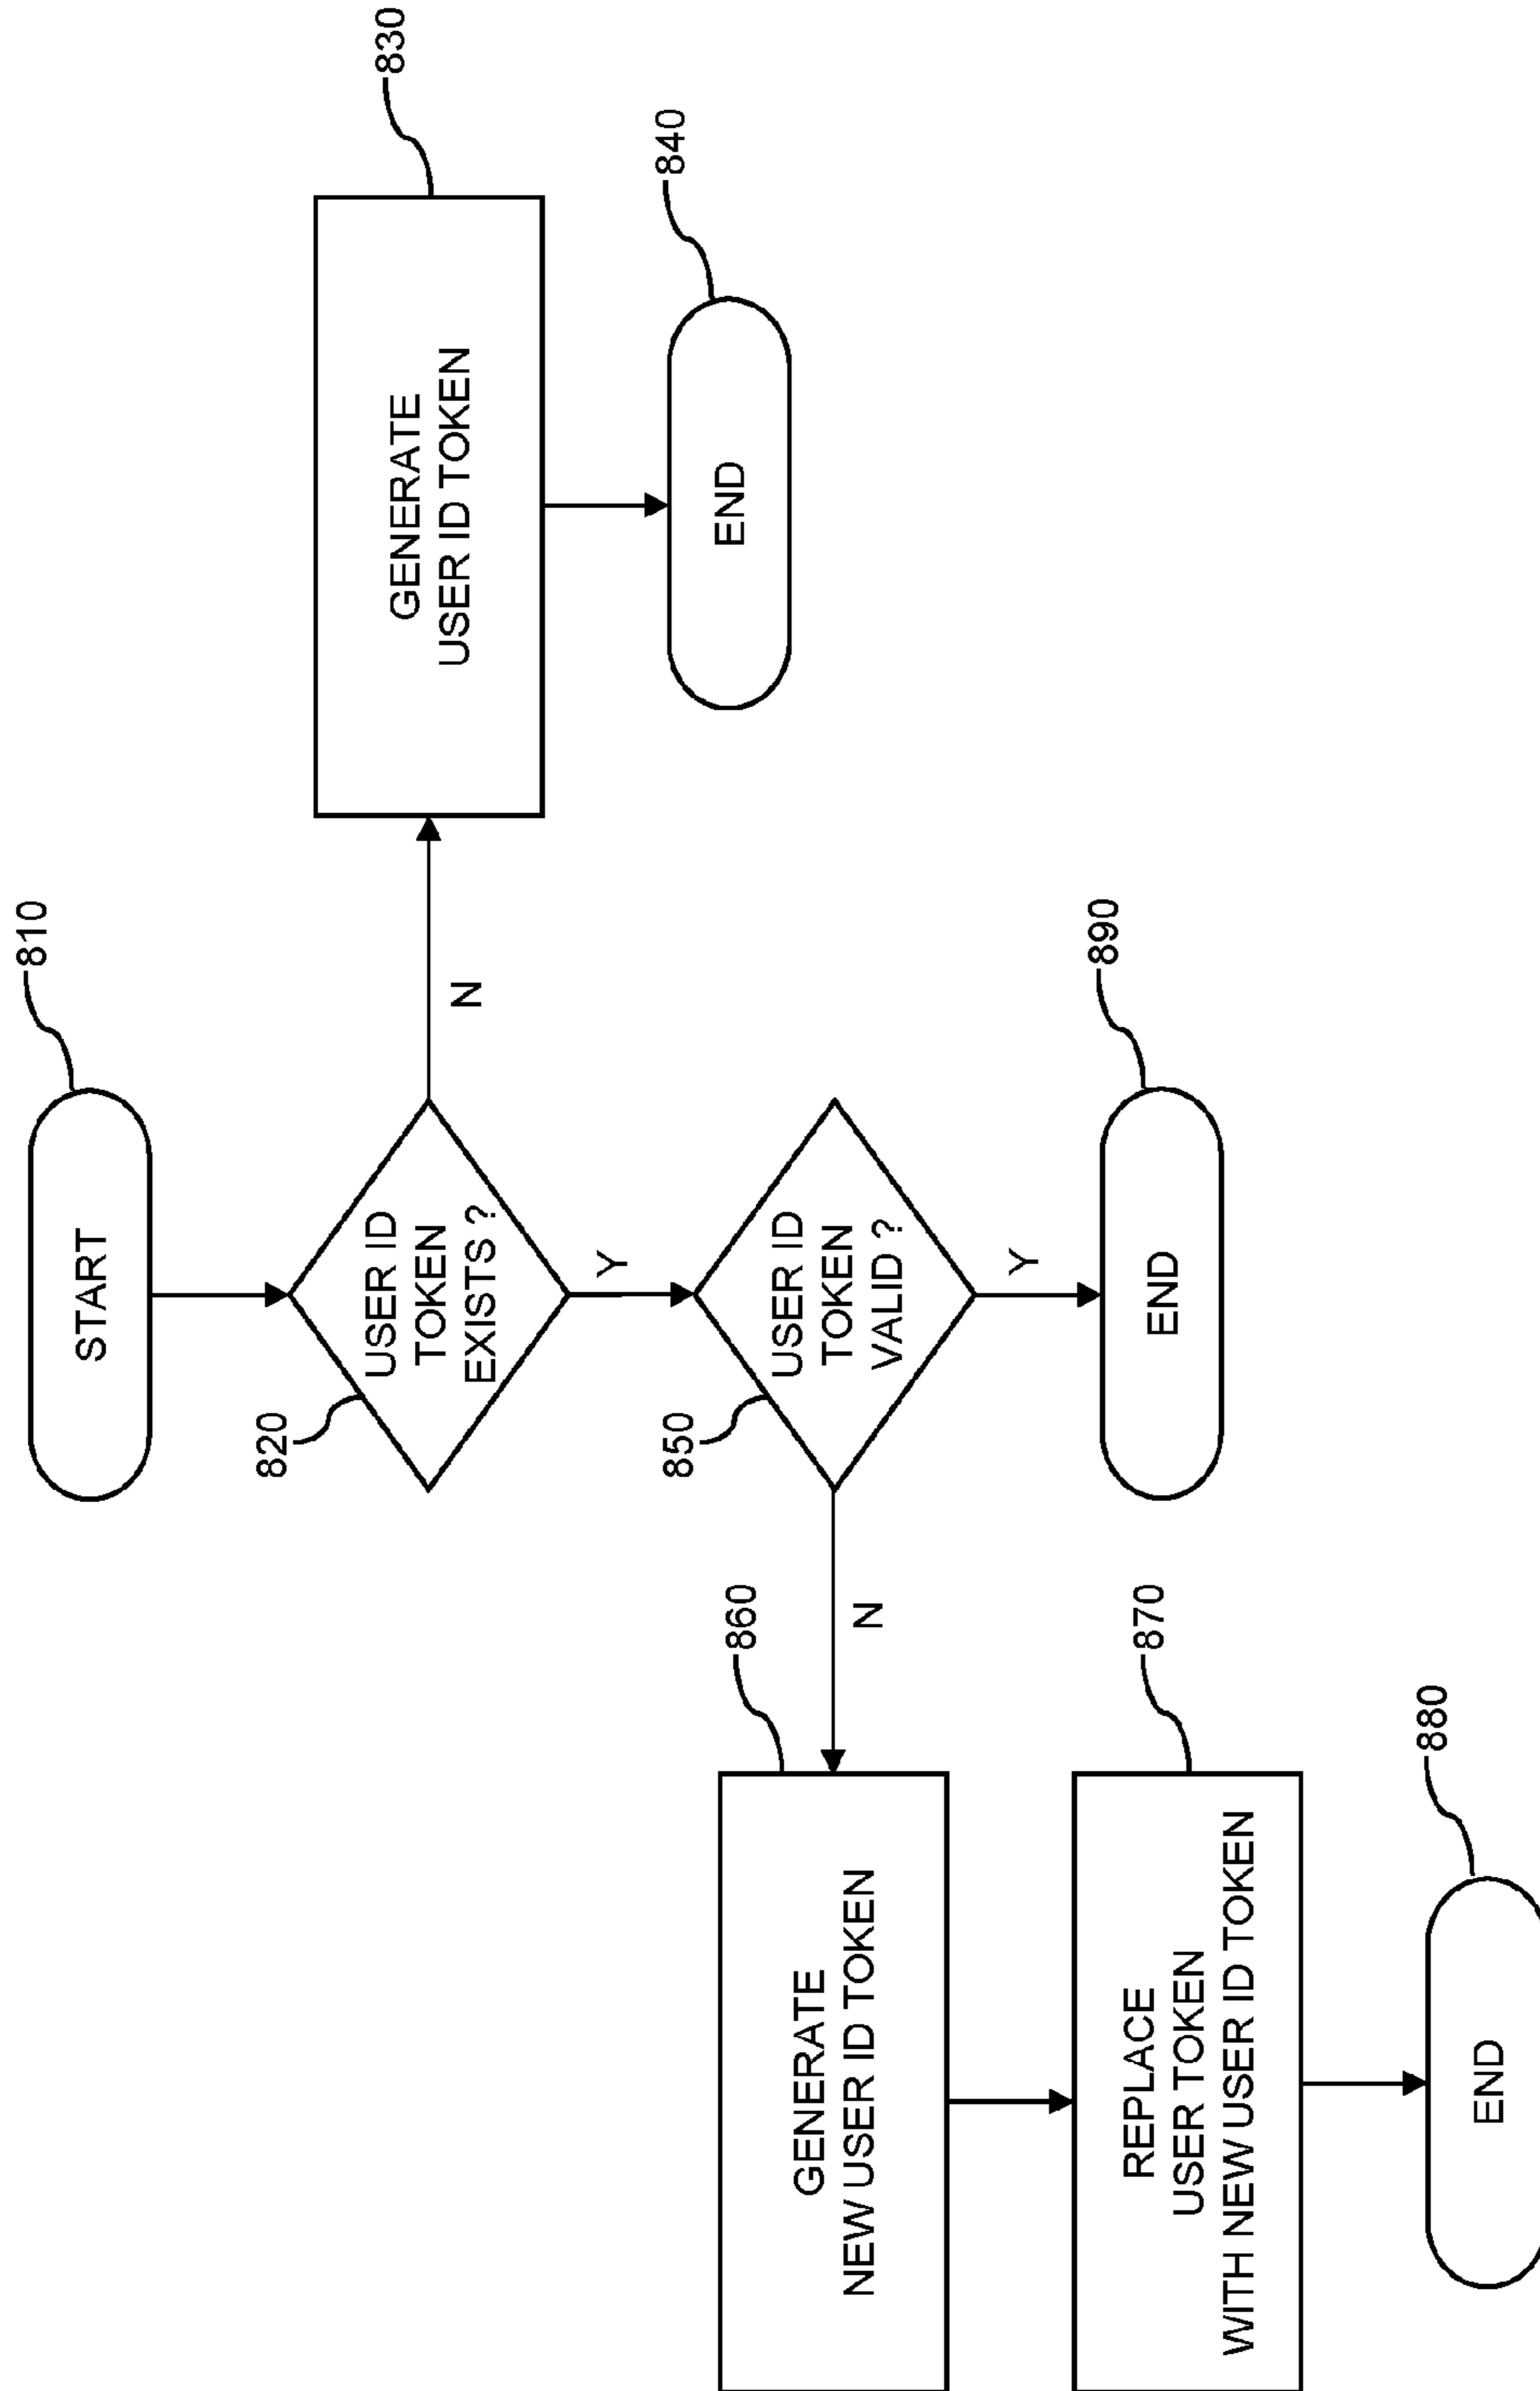 START
810
820
USER ID
TOKEN
EXISTS ?
N
GENERATE
USER ID TOKEN
830
END
840
Y
850
USER ID
TOKEN
VALID ?
N
GENERATE
NEW USER ID TOKEN
860
REPLACE
USER TOKEN
WITH NEW USER ID TOKEN
870
END
880
Y
END
890